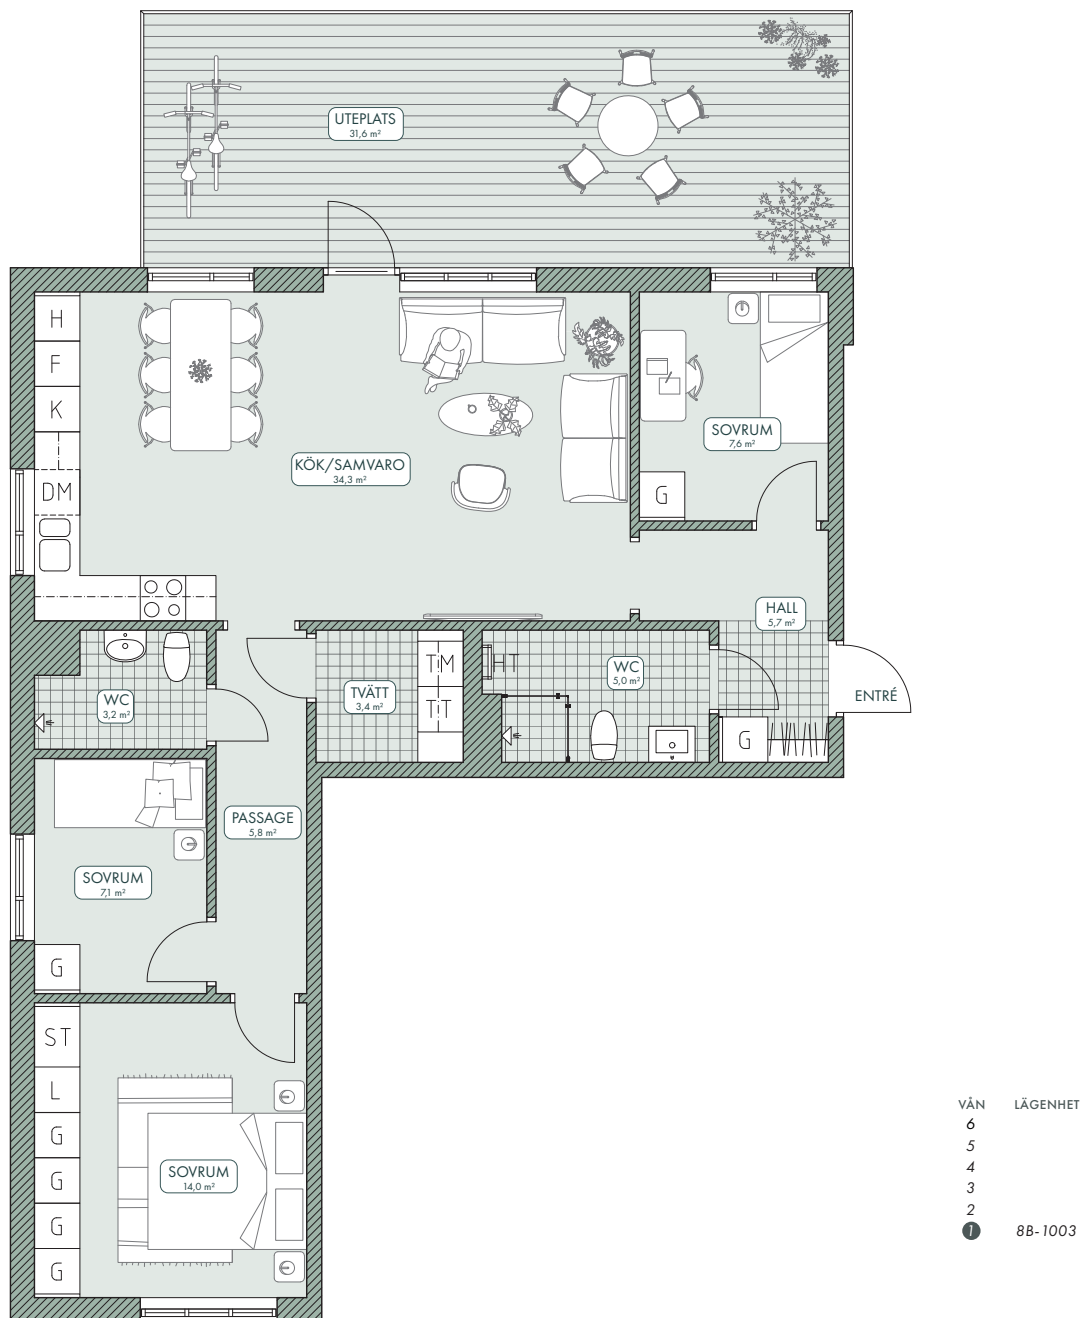 UTEPLATS
31,6 m²
H
F
K
DM
KÖK/SAMVARO
34,3 m²
SOVRUM
7,6 m²
G
HALL
5,7 m²
ENTRÉ
WC
3,2 m²
TVÄTT
3,4 m²
TM
TT
HT
WC
5,0 m²
G
PASSAGE
5,8 m²
SOVRUM
7,1 m²
G
ST
L
G
G
G
G
SOVRUM
14,0 m²
VÅN LÄGENHET
6
5
4
3
2
1 8B-1003